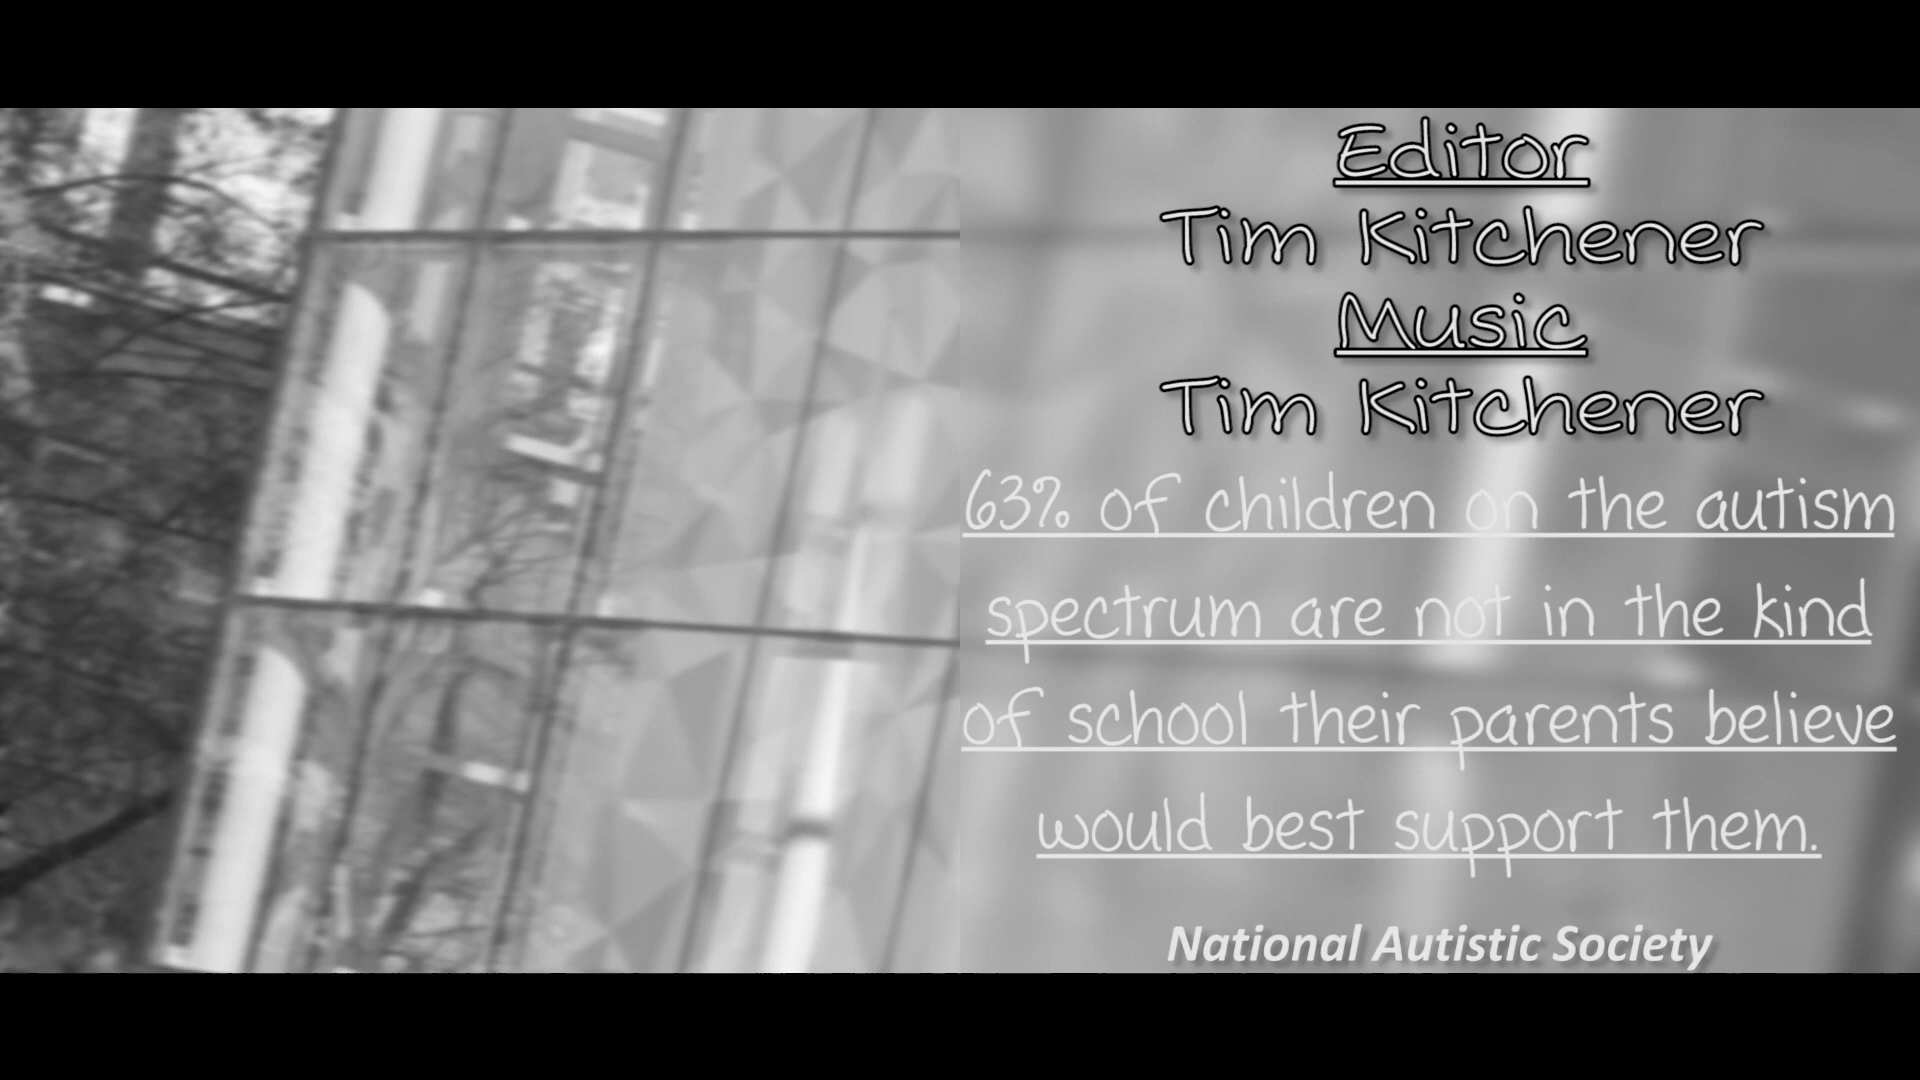 Editor
Tim Kitchener
Music
Tim Kitchener
63% of children on the autism
spectrum are not in the kind
of school their parents believe
would best support them.
National Autistic Society